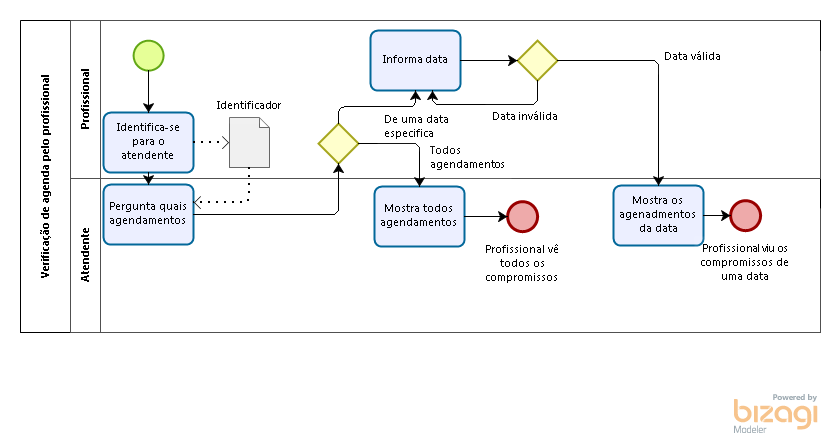 Verificação de agenda pelo profissional
Profissional
Atendente
Identifica-se
para o
atendente
Identificador
Pergunta quais
agendamentos
Informa data
De uma data
especifica
Todos
agendamentos
Data inválida
Data válida
Mostra todos
agendamentos
Profissional vê
todos os
compromissos
Mostra os
agenadmentos
da data
Profissional viu os
compromissos de
uma data
Powered by
bizagi
Modeler